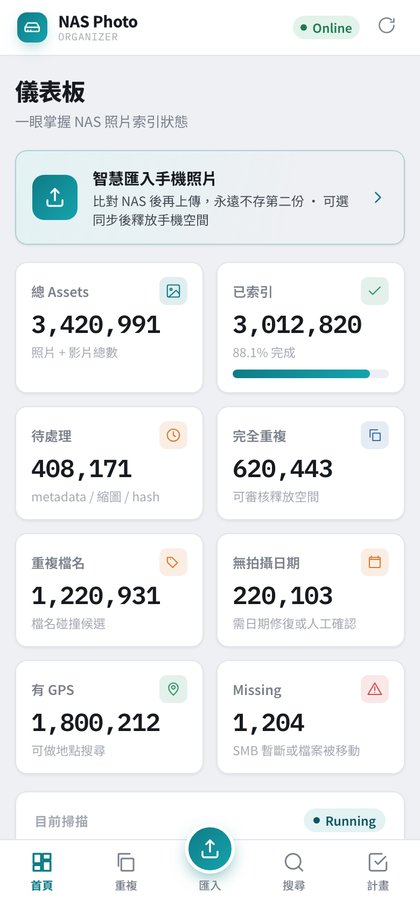 NAS Photo
ORGANIZER
Online
儀表板
一眼掌握 NAS 照片索引狀態
智慧匯入手機照片
比對 NAS 後再上傳，永遠不存第二份 · 可選
同步後釋放手機空間
總 Assets
3,420,991
照片 + 影片總數
已索引
3,012,820
88.1% 完成
待處理
408,171
metadata / 縮圖 / hash
完全重複
620,443
可審核釋放空間
重複檔名
1,220,931
檔名碰撞候選
無拍攝日期
220,103
需日期修復或人工確認
有 GPS
1,800,212
可做地點搜尋
Missing
1,204
SMB 暫斷或檔案被移動
目前掃描
Running
首頁
重複
匯入
搜尋
計畫